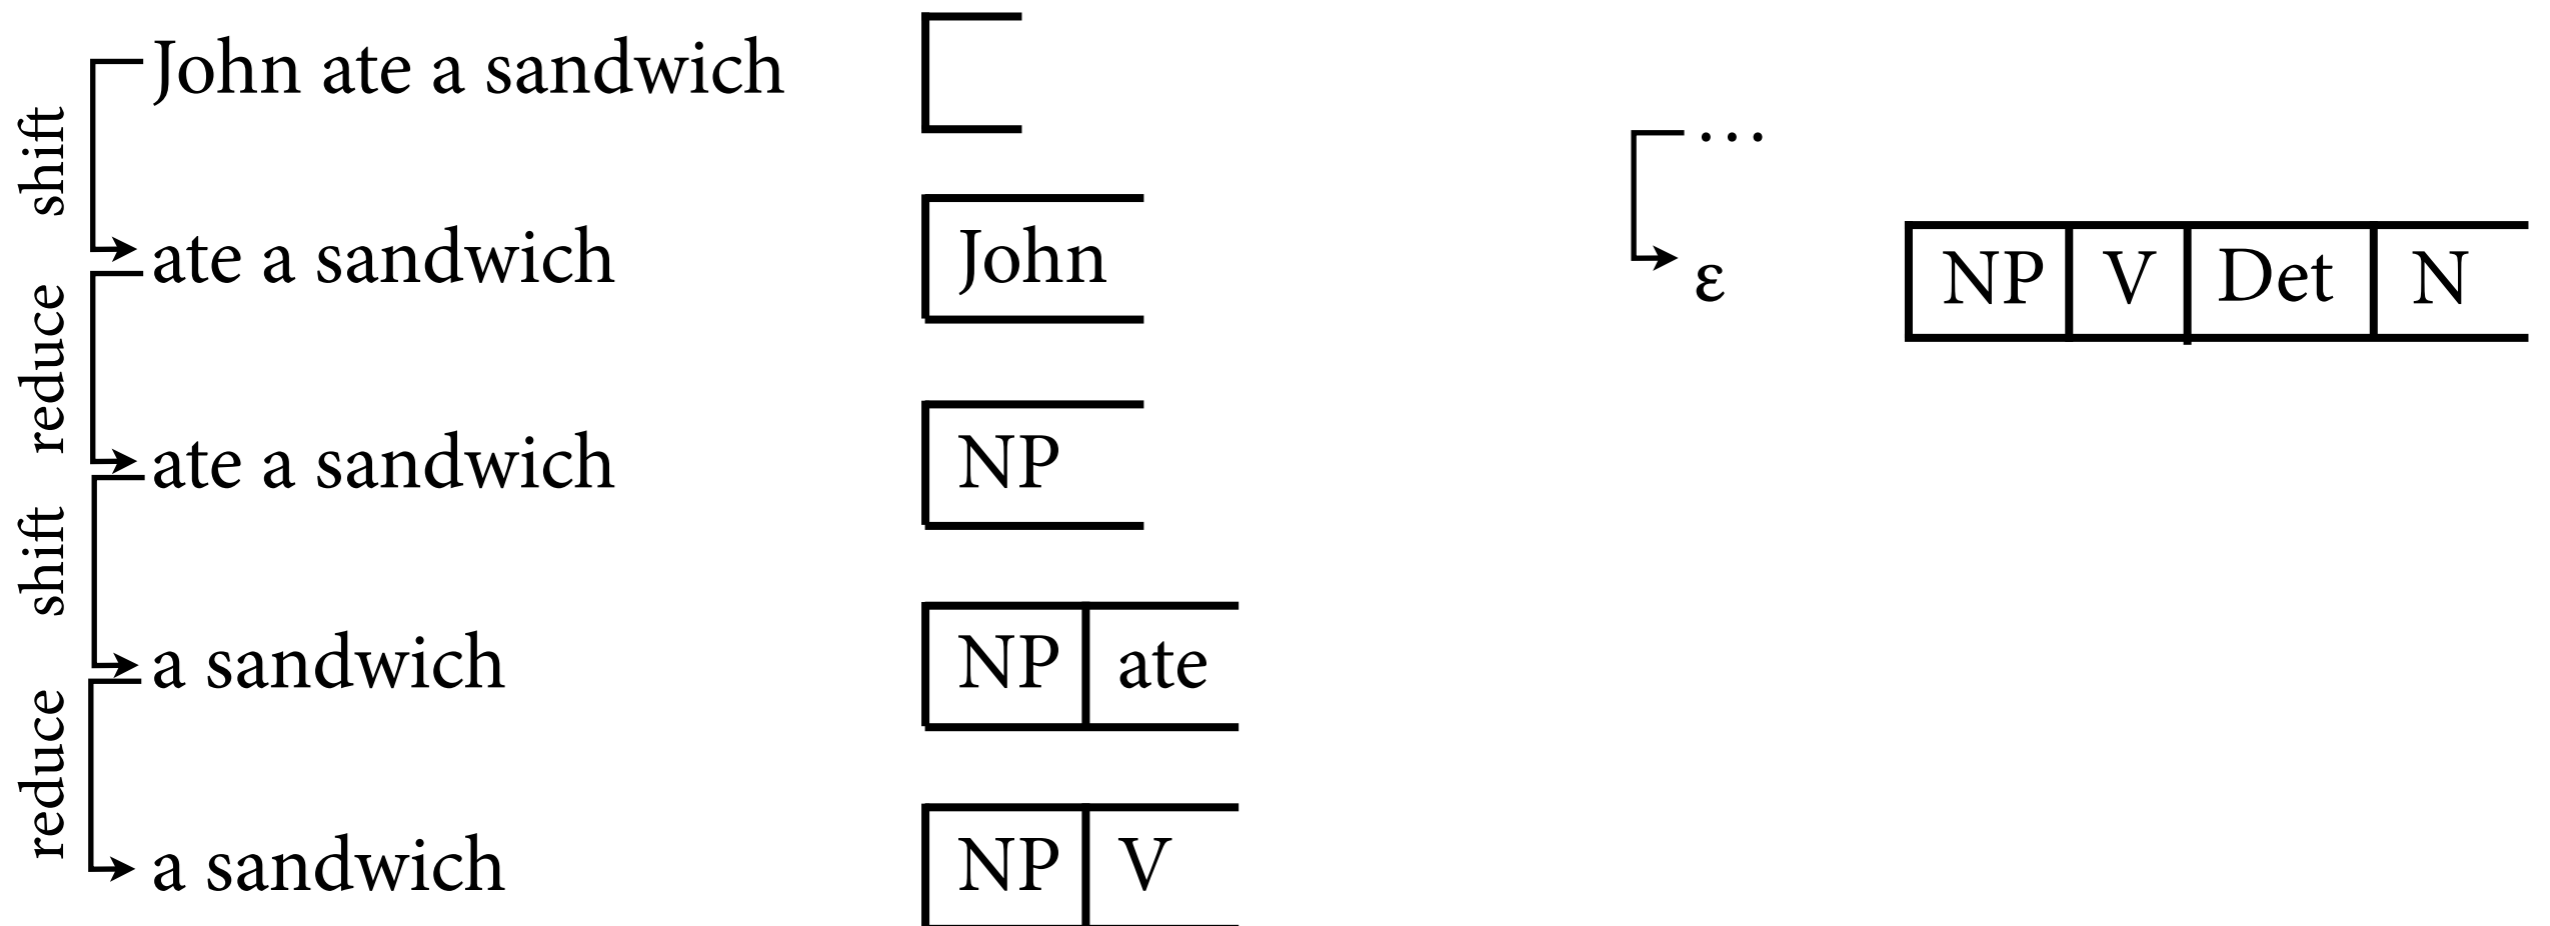 John ate a sandwich
shift
ate a sandwich John
reduce
ate a sandwich NP
shift
a sandwich NP ate
reduce
a sandwich NP V
...
ε NP V Det N